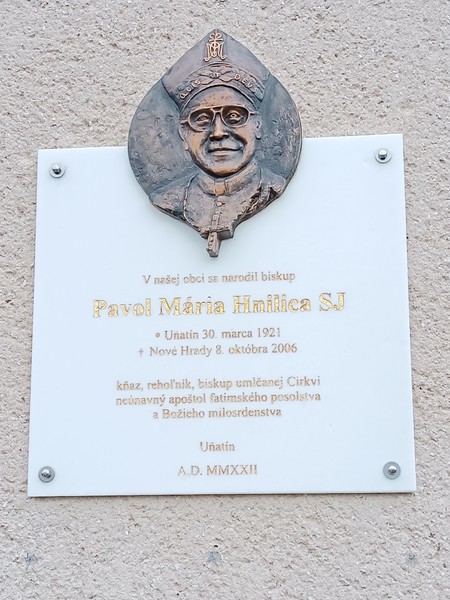 V našej obci sa narodil biskup
Pavol Mária Hnilica SJ
* Uňatín 30. marca 1921
† Nové Hrady 8. októbra 2006
kňaz, rehoľník, biskup umlčanej Cirkvi
neúnavný apoštol fatimského posolstva
a Božieho milosrdenstva
Uňatín
A.D. MMXXII